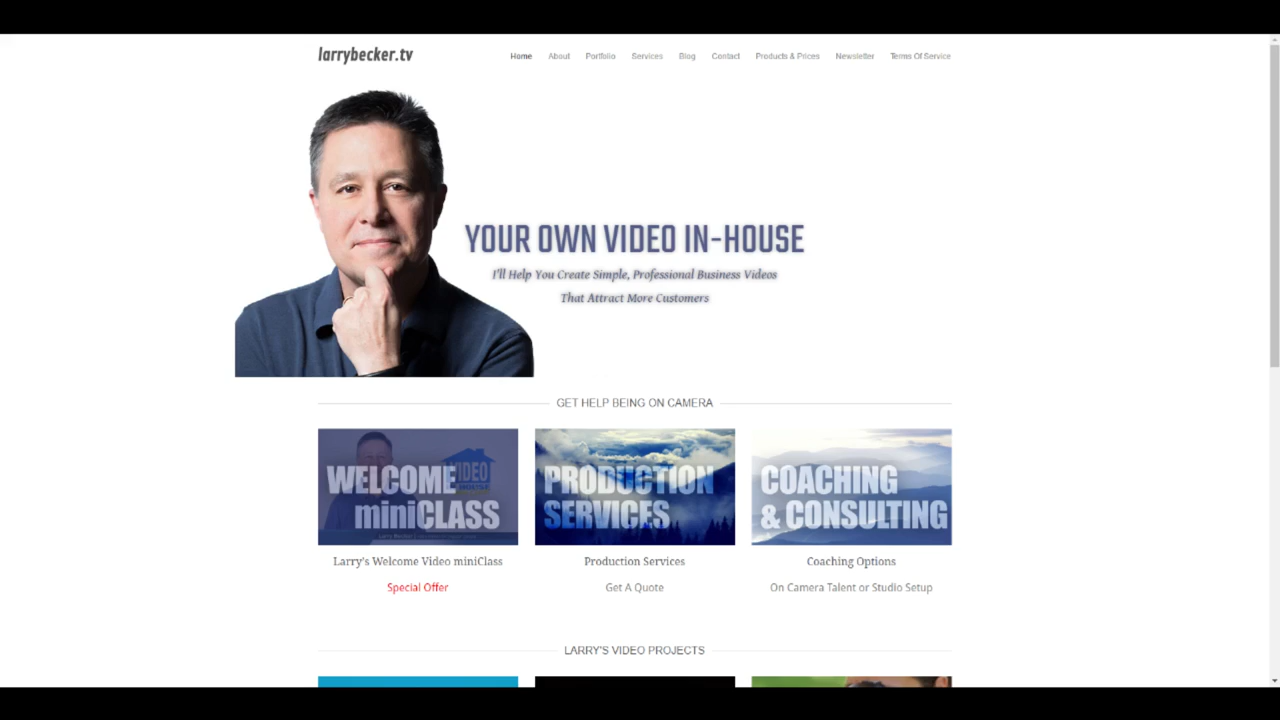 larrybecker.tv
Home About Portfolio Services Blog Contact Products & Prices Newsletter Terms Of Service
YOUR OWN VIDEO IN-HOUSE
I'll Help You Create Simple, Professional Business Videos
That Attract More Customers
GET HELP BEING ON CAMERA
WELCOME
miniCLASS
VIDEO
PRODUCTION
SERVICES
COACHING
& CONSULTING
Larry's Welcome Video miniClass
Production Services
Coaching Options
Special Offer
Get A Quote
On Camera Talent or Studio Setup
LARRY'S VIDEO PROJECTS